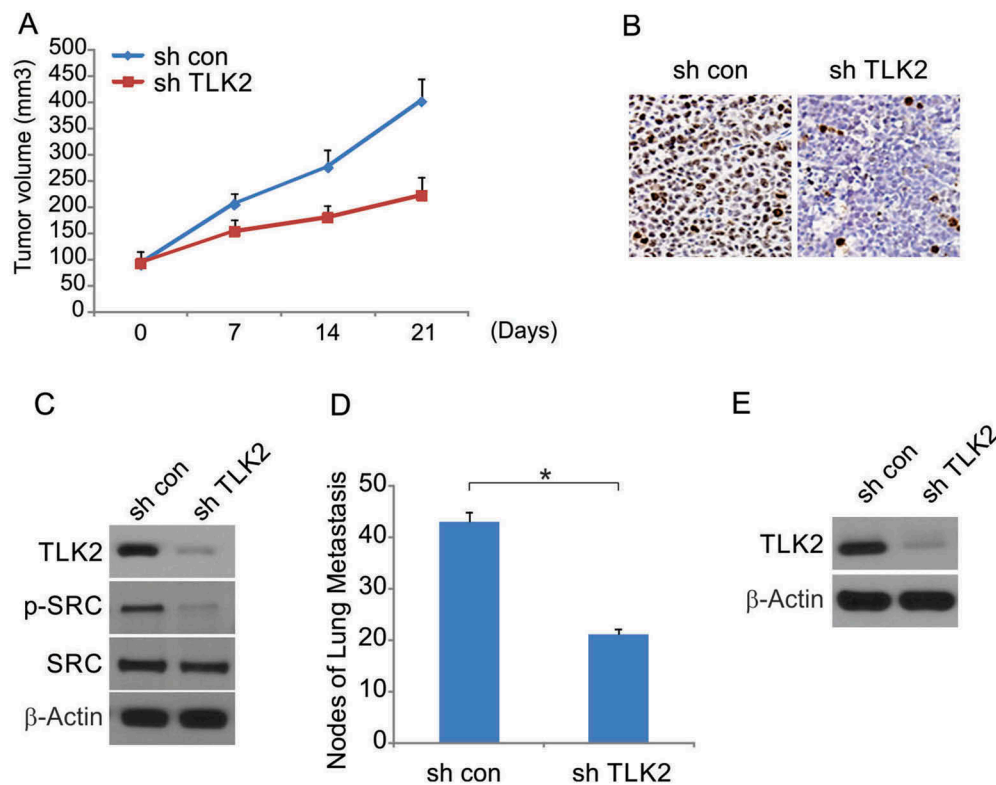 A
Tumor volume (mm3)
500
450
400
350
300
250
200
150
100
50
0
sh con
sh TLK2
0 7 14 21 (Days)
B
sh con sh TLK2
C
sh con sh TLK2
TLK2
p-SRC
SRC
β-Actin
D
Nodes of Lung Metastasis
50
40
30
20
10
0
*
sh con sh TLK2
E
sh con sh TLK2
TLK2
β-Actin